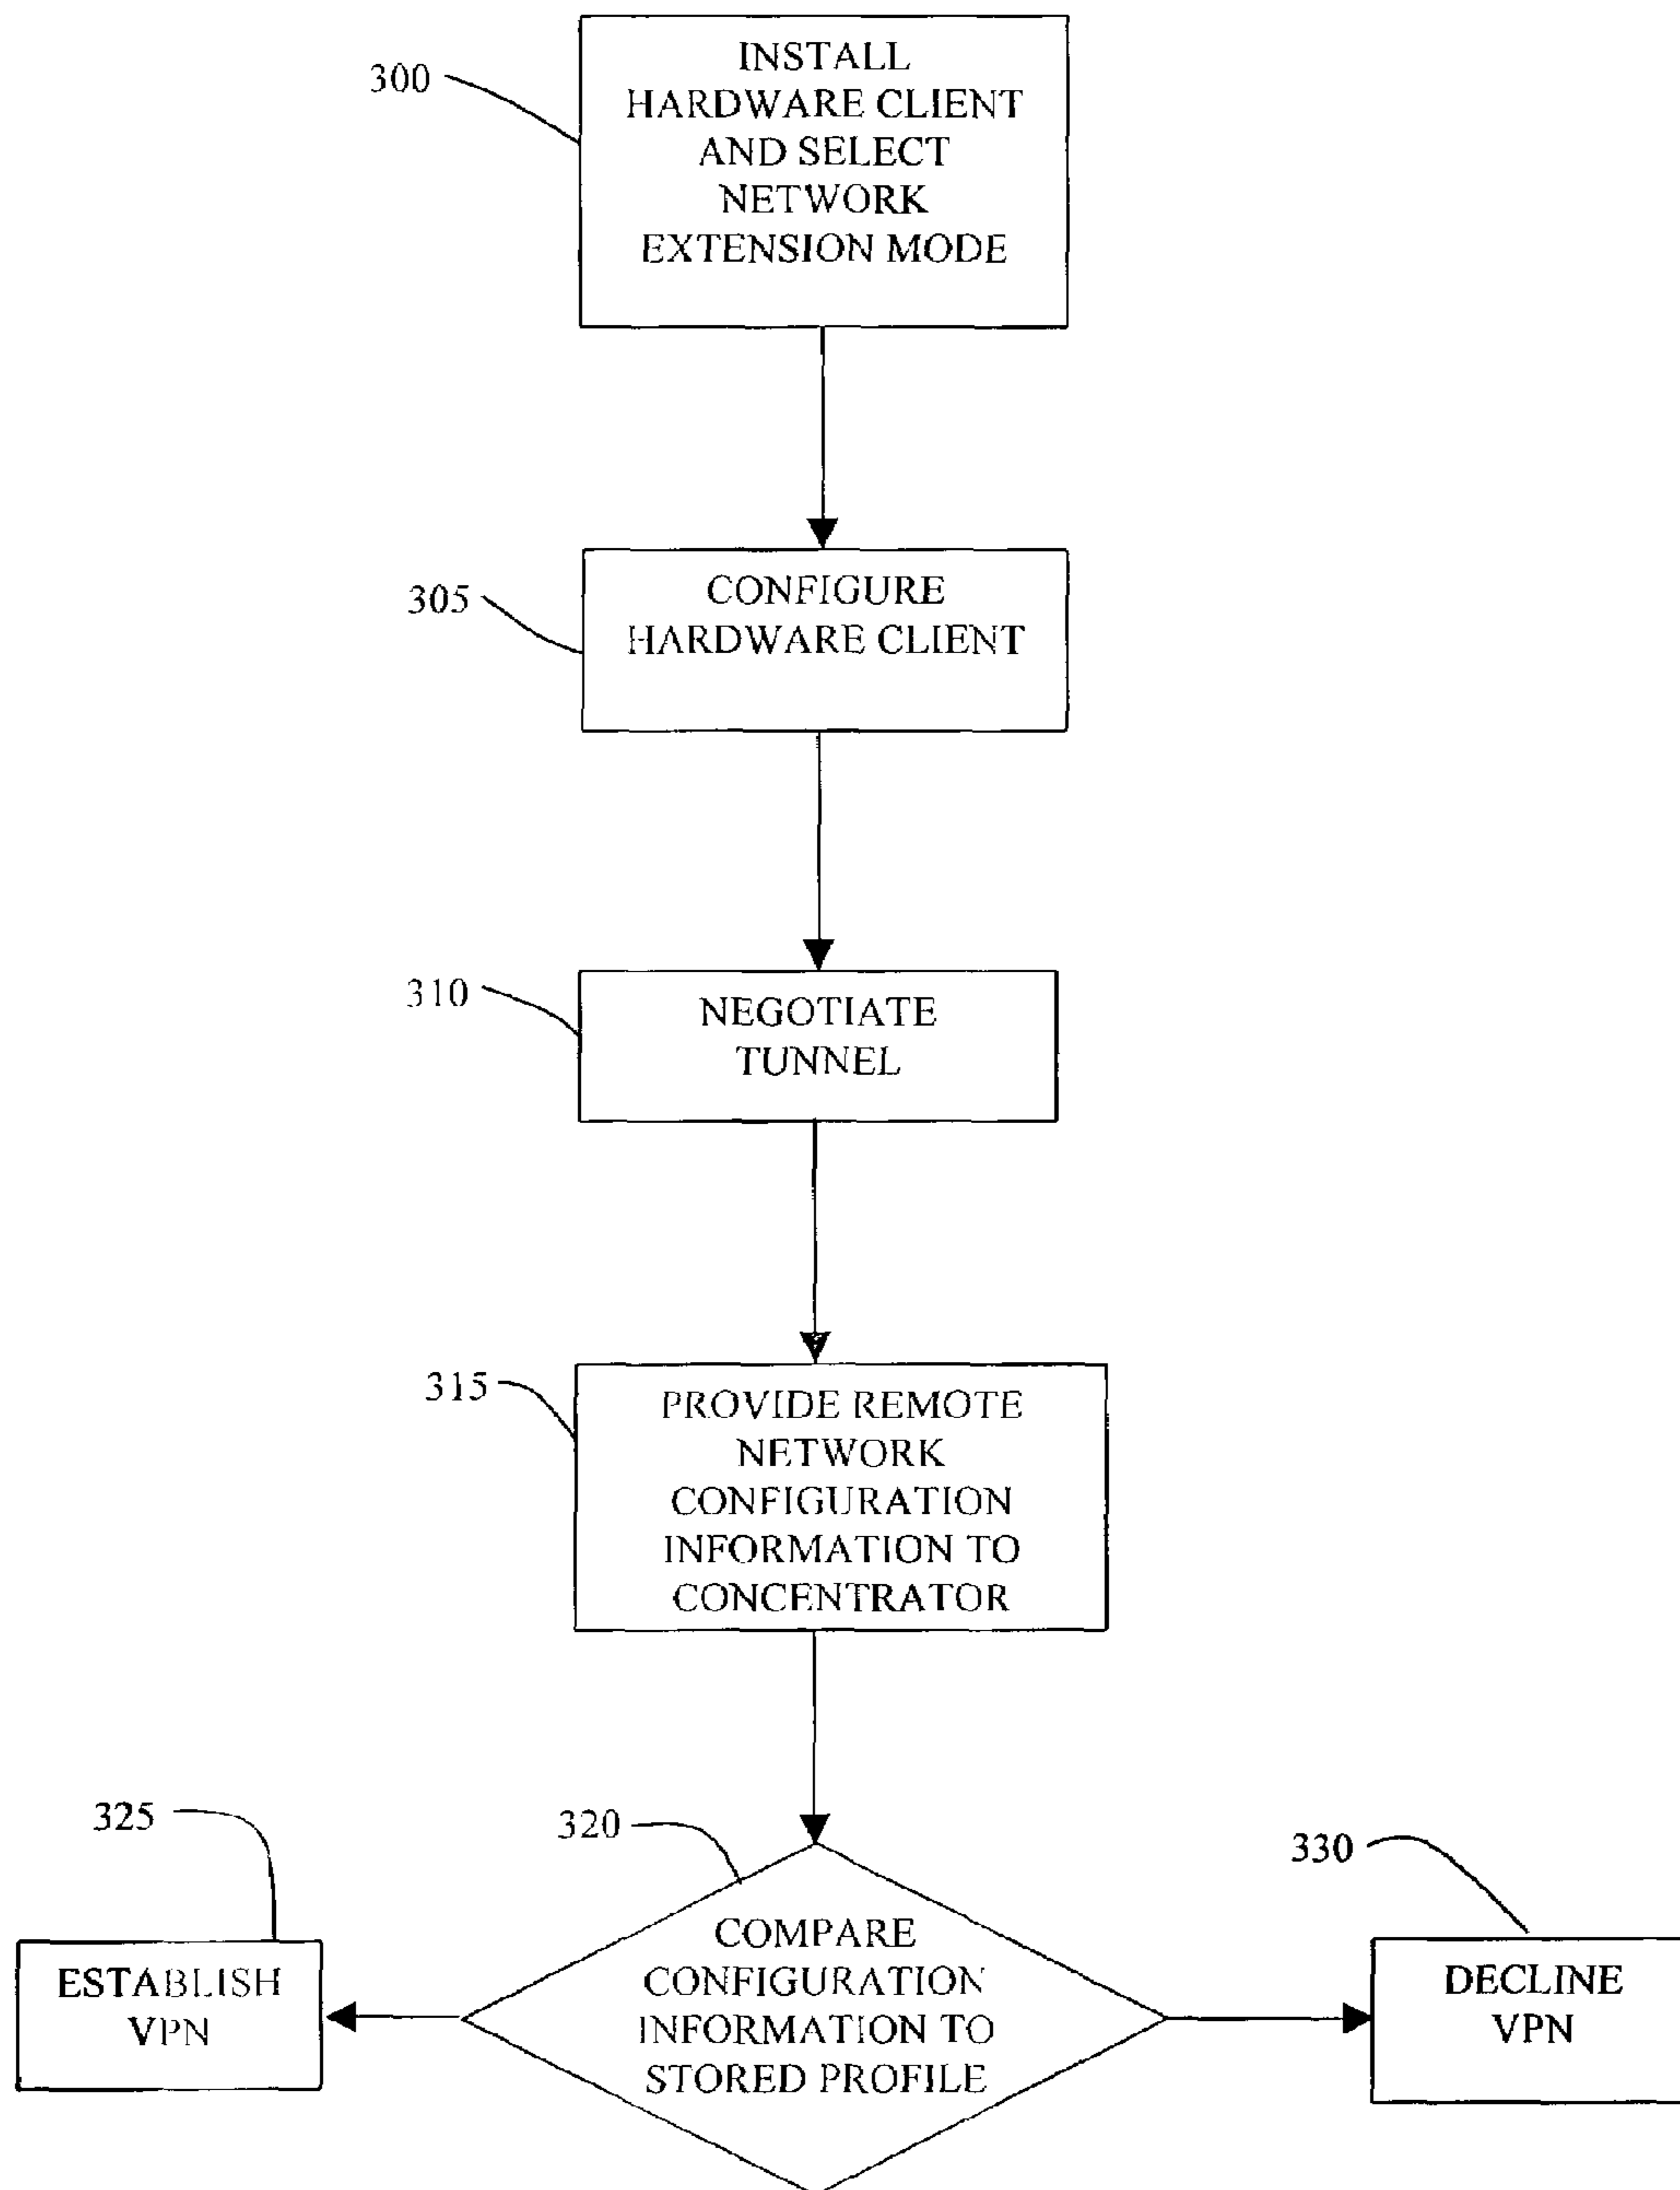 300
INSTALL
HARDWARE CLIENT
AND SELECT
NETWORK
EXTENSION MODE
305
CONFIGURE
HARDWARE CLIENT
310
NEGOTIATE
TUNNEL
315
PROVIDE REMOTE
NETWORK
CONFIGURATION
INFORMATION TO
CONCENTRATOR
325
320
330
ESTABLISH
VPN
COMPARE
CONFIGURATION
INFORMATION TO
STORED PROFILE
DECLINE
VPN